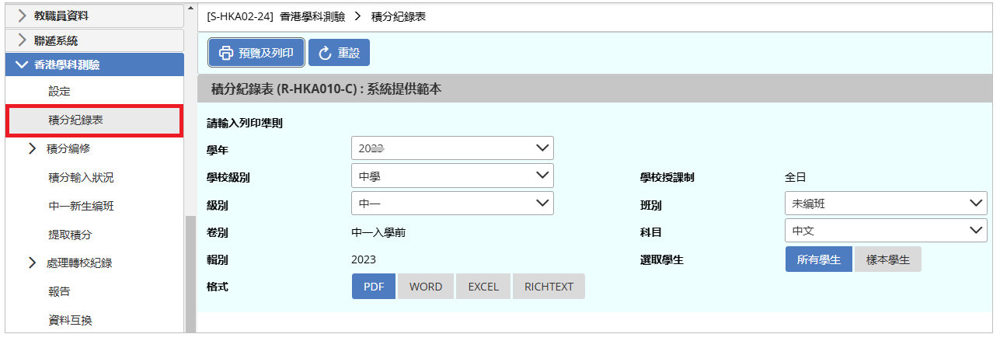 教職員資料
聯遞系統
香港學科測驗
設定
積分紀錄表
積分編修
積分輸入狀況
中一新生編班
提取積分
處理轉校紀錄
報告
資料互換
[S-HKA02-24] 香港學科測驗 > 積分紀錄表
預覽及列印 重設
積分紀錄表 (R-HKA010-C) : 系統提供範本
請輸入列印準則
學年
學校級別 中學 學校授課制 全日
級別 中一 班別 未編班
卷別 中一入學前 科目 中文
輯別 2023 選取學生 所有學生 樣本學生
格式 PDF WORD EXCEL RICHTEXT